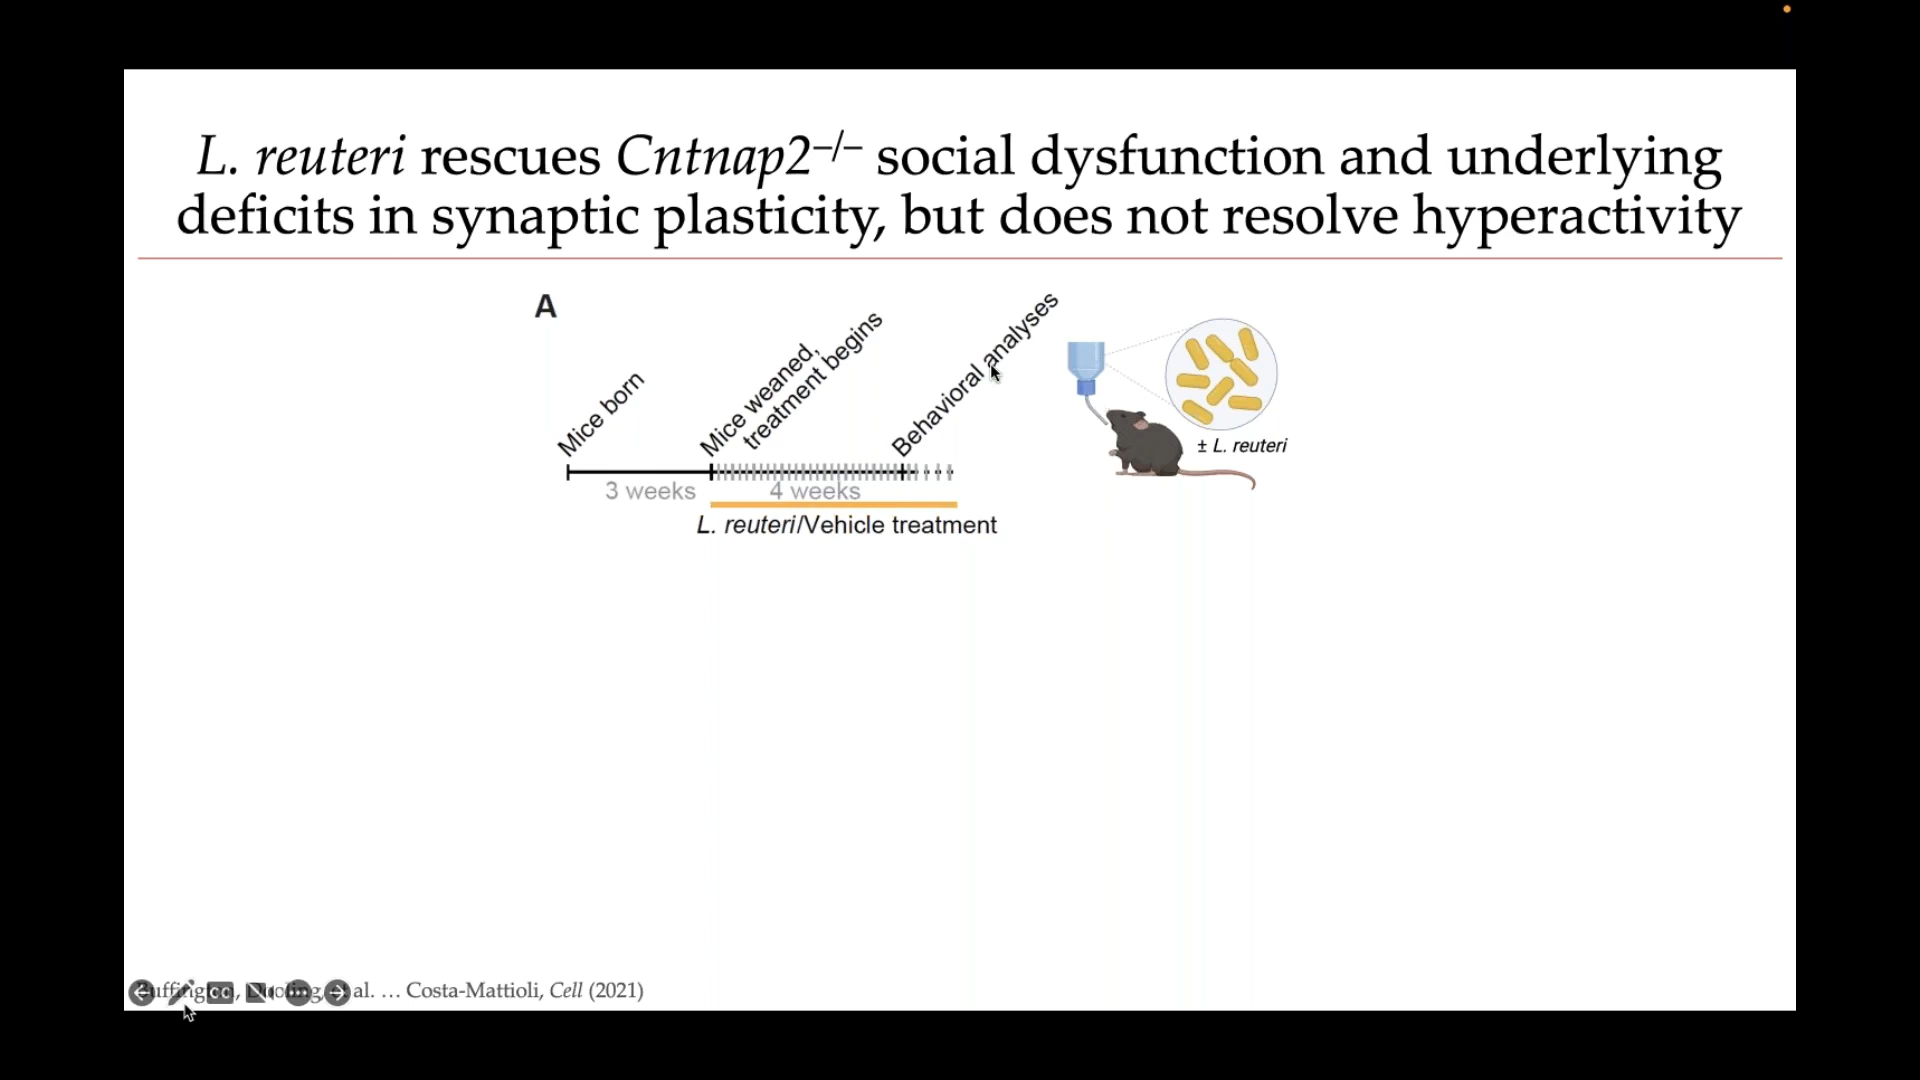 L. reuteri rescues Cntnap2–/– social dysfunction and underlying
deficits in synaptic plasticity, but does not resolve hyperactivity
A
Mice born
Mice weaned,
treatment begins
Behavioral analyses
± L. reuteri
3 weeks
4 weeks
L. reuteri/Vehicle treatment
al. … Costa-Mattioli, Cell (2021)